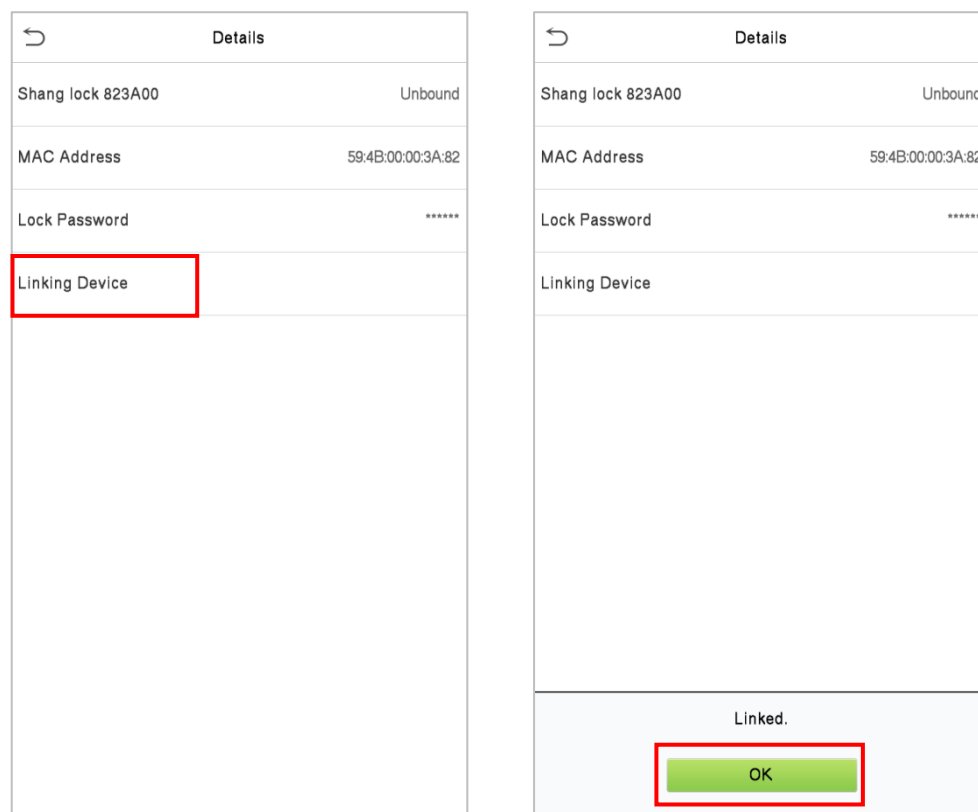 Details
Shang lock 823A00 Unbound
MAC Address 59:4B:00:00:3A:82
Lock Password ******
Linking Device
Details
Shang lock 823A00 Unbound
MAC Address 59:4B:00:00:3A:82
Lock Password ******
Linking Device
Linked.
OK